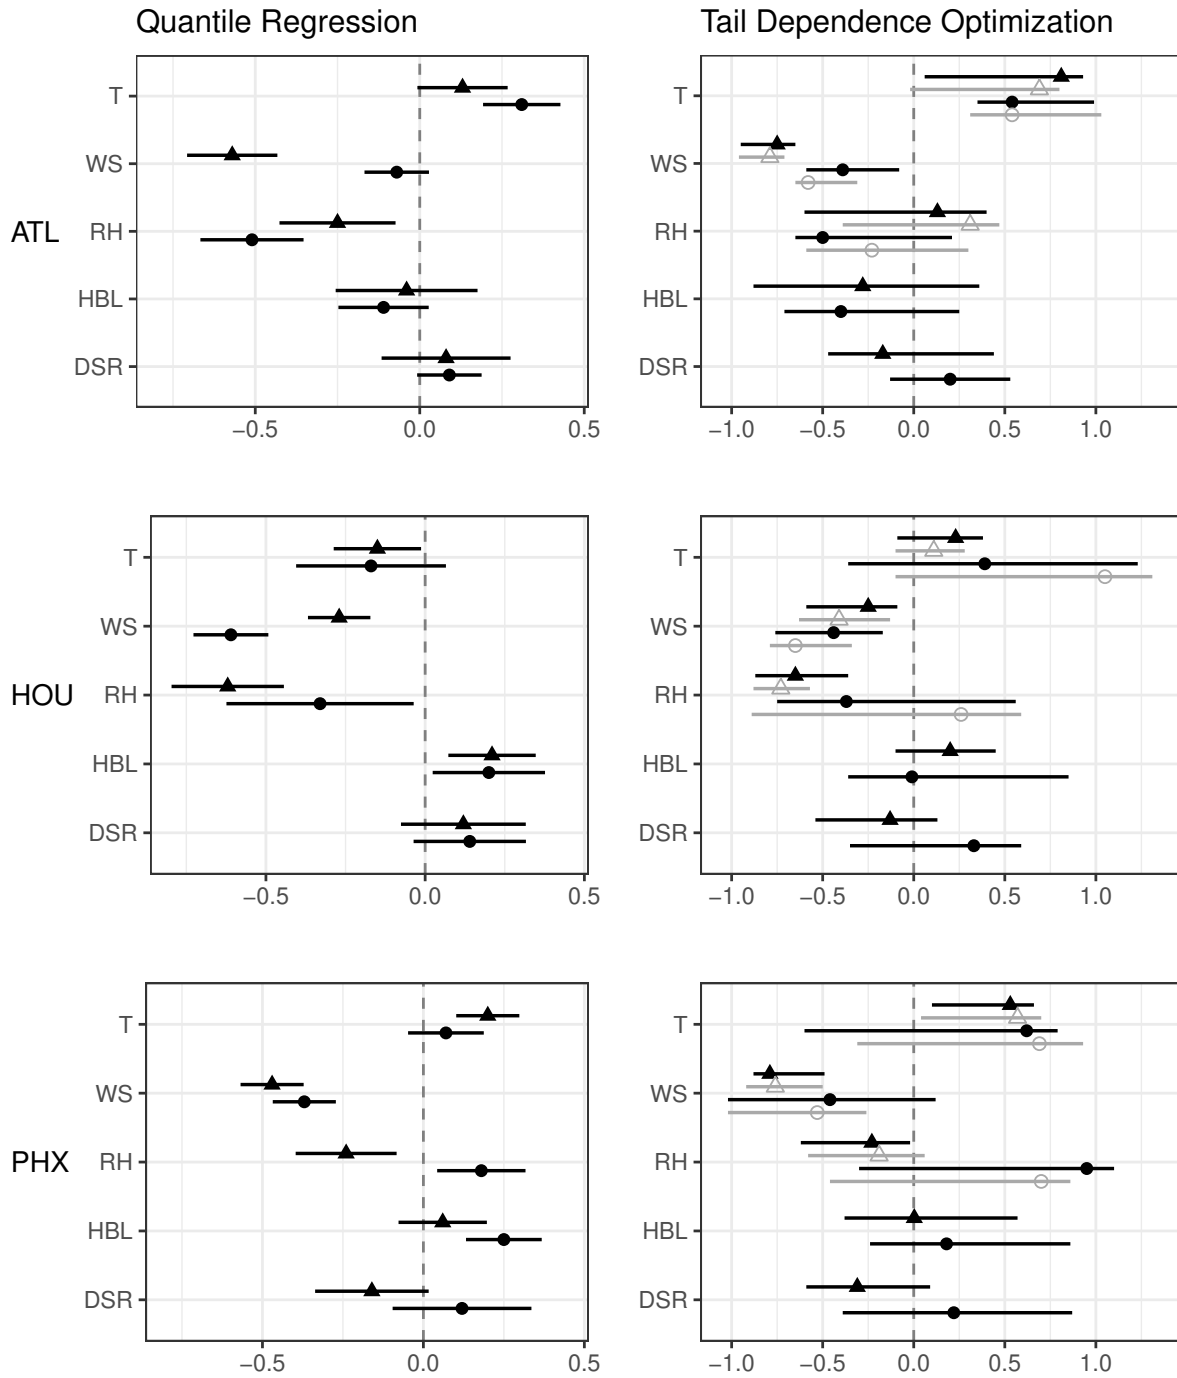 Quantile Regression
Tail Dependence Optimization
ATL
T
WS
RH
HBL
DSR
−0.5 0.0 0.5
T
WS
RH
HBL
DSR
−1.0 −0.5 0.0 0.5 1.0
HOU
T
WS
RH
HBL
DSR
−0.5 0.0 0.5
T
WS
RH
HBL
DSR
−1.0 −0.5 0.0 0.5 1.0
PHX
T
WS
RH
HBL
DSR
−0.5 0.0 0.5
T
WS
RH
HBL
DSR
−1.0 −0.5 0.0 0.5 1.0